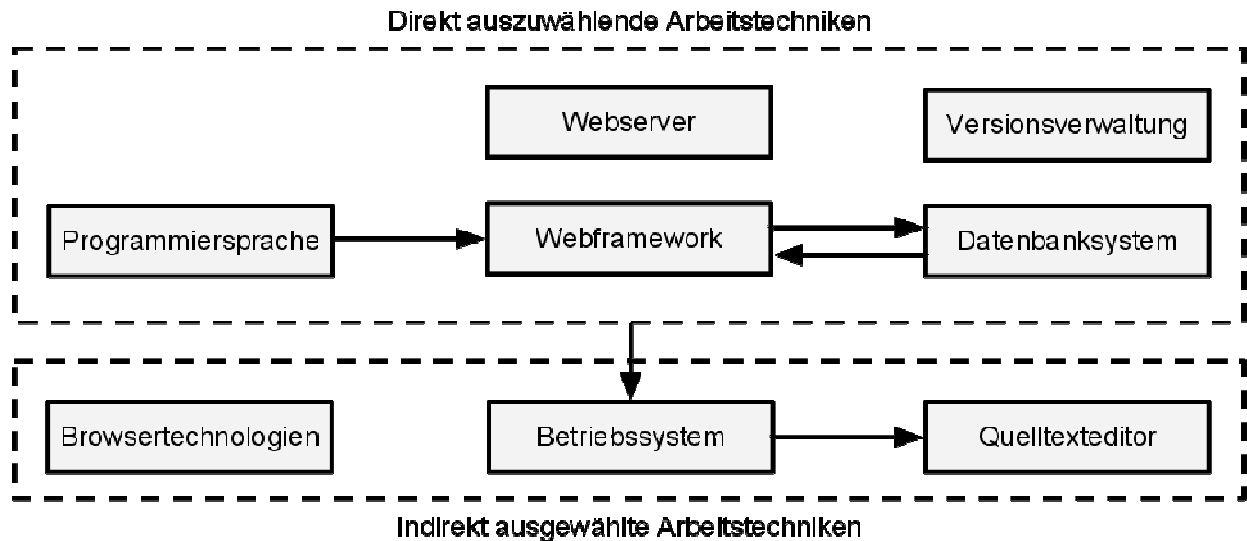 Direkt auszuwählende Arbeitstechniken
Webserver
Versionsverwaltung
Programmiersprache
Webframework
Datenbanksystem
Browsertechnologien
Betriebssystem
Quelltexteditor
Indirekt ausgewählte Arbeitstechniken